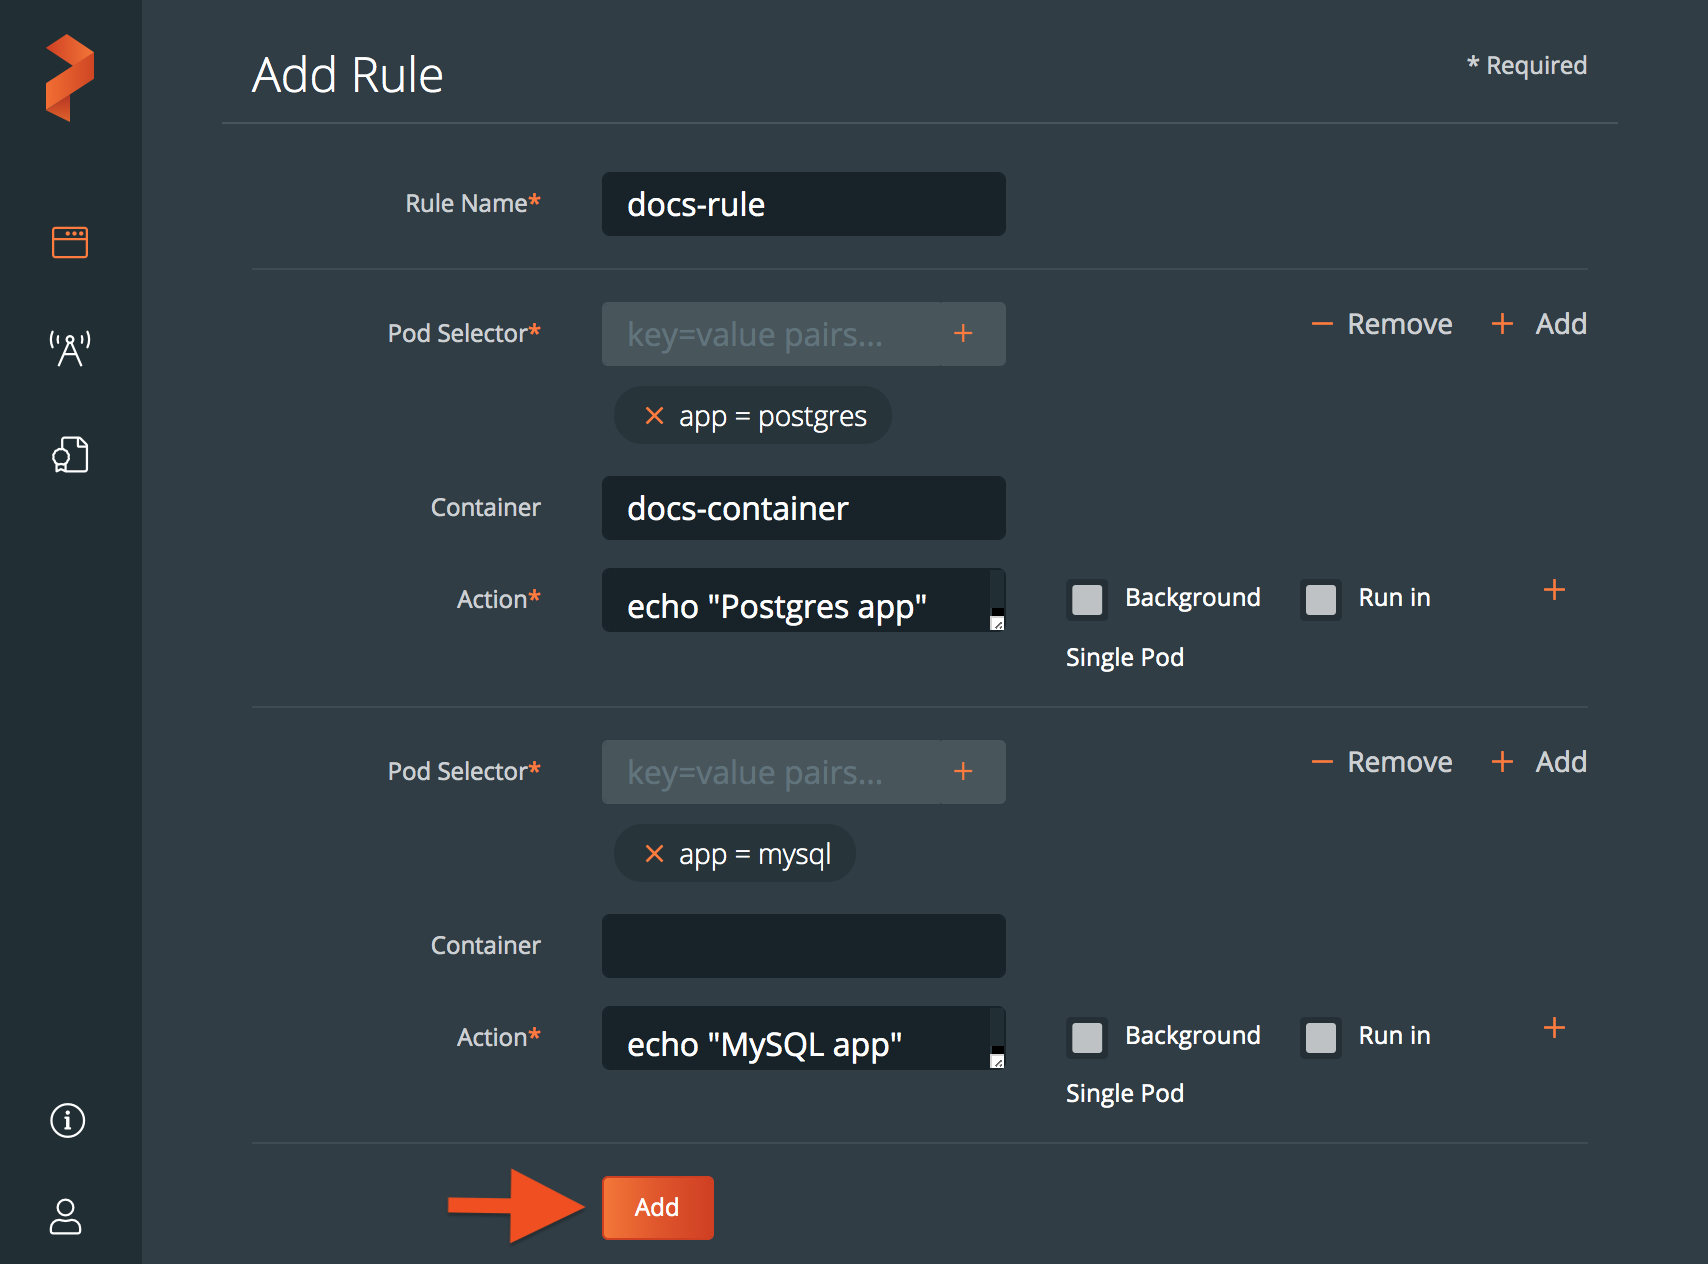 Add Rule
* Required
Rule Name*
docs-rule
Pod Selector*
key=value pairs...
+
− Remove
+ Add
× app = postgres
Container
docs-container
Action*
echo "Postgres app"
Background
Run in
+
Single Pod
Pod Selector*
key=value pairs...
+
− Remove
+ Add
× app = mysql
Container
Action*
echo "MySQL app"
Background
Run in
+
Single Pod
Add